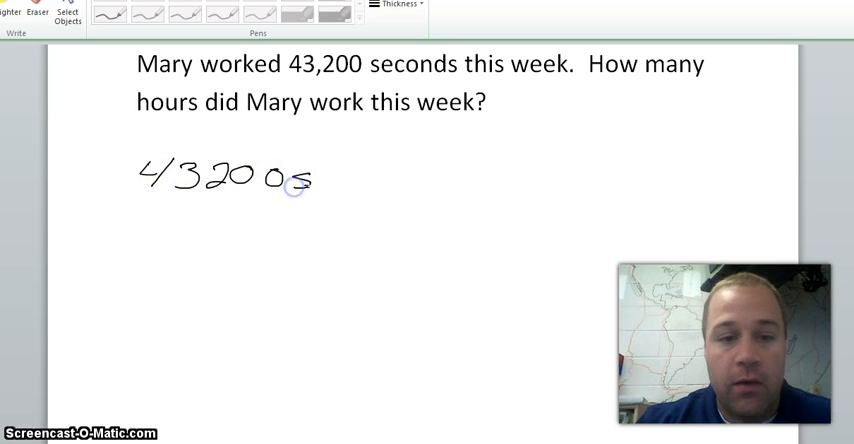 ighter
Eraser
Select
Objects
Thickness
Write
Pens
Mary worked 43,200 seconds this week. How many
hours did Mary work this week?
43200s
Screencast-O-Matic.com